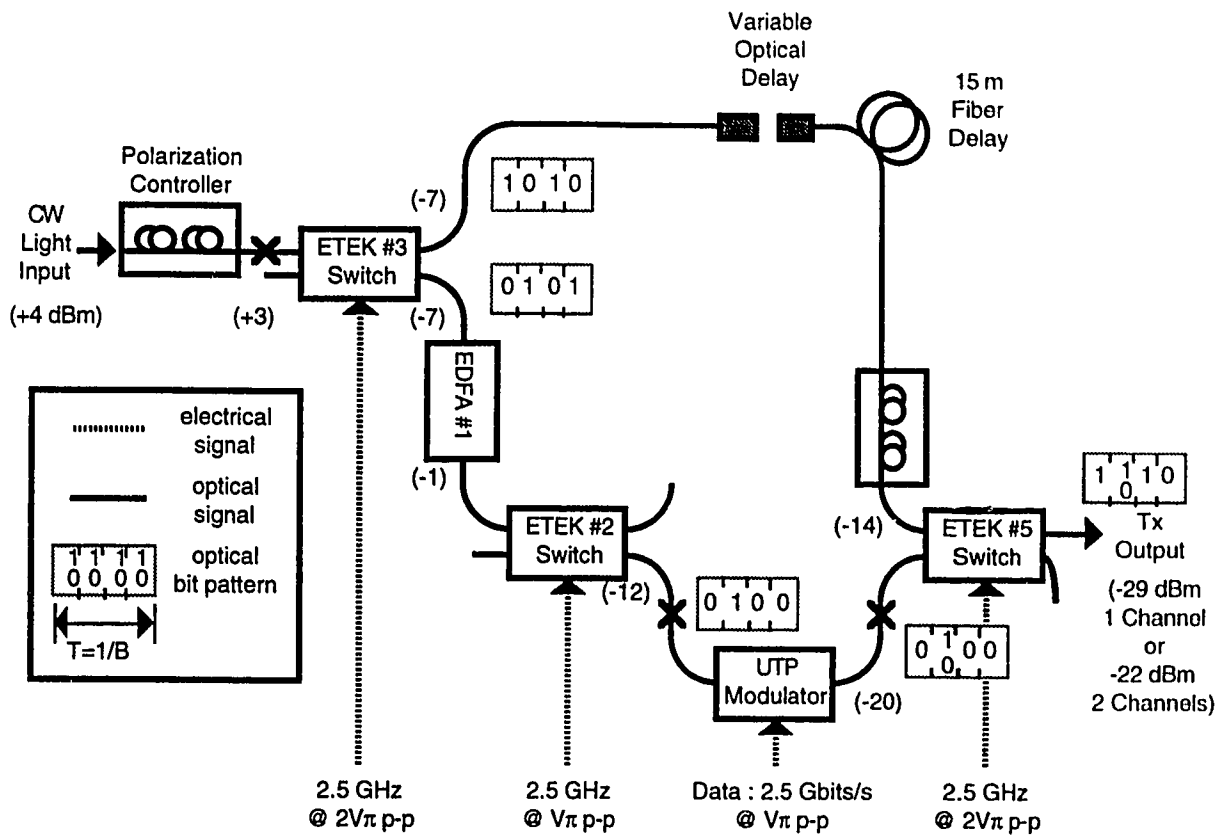 Variable
Optical
Delay
15 m
Fiber
Delay
Polarization
Controller
CW
Light
Input
(+4 dBm)
(+3)
ETEK #3
Switch
(-7)
1 0 1 0
0 1 0 1
(-7)
EDFA #1
(-1)
electrical
signal
optical
signal
1 1 1 1
0 0 0 0
optical
bit pattern
T=1/B
ETEK #2
Switch
(-12)
0 1 0 0
UTP
Modulator
(-20)
0 1 0 0
0
(-14)
ETEK #5
Switch
1 1 1 0
0
Tx
Output
(-29 dBm
1 Channel
or
-22 dBm
2 Channels)
2.5 GHz
@ 2Vπ p-p
2.5 GHz
@ Vπ p-p
Data : 2.5 Gbits/s
@ Vπ p-p
2.5 GHz
@ 2Vπ p-p